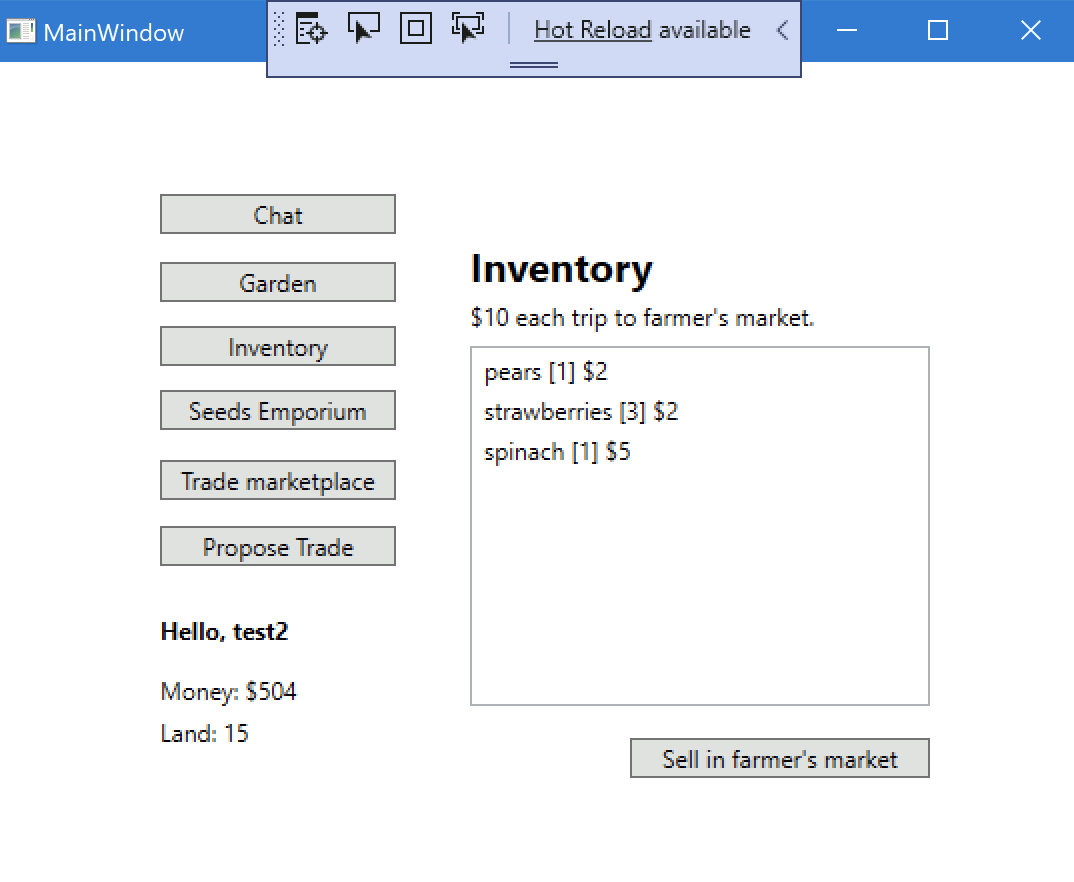 MainWindow
Hot Reload available
Chat
Garden
Inventory
Seeds Emporium
Trade marketplace
Propose Trade
Hello, test2
Money: $504
Land: 15
Inventory
$10 each trip to farmer's market.
pears [1] $2
strawberries [3] $2
spinach [1] $5
Sell in farmer's market